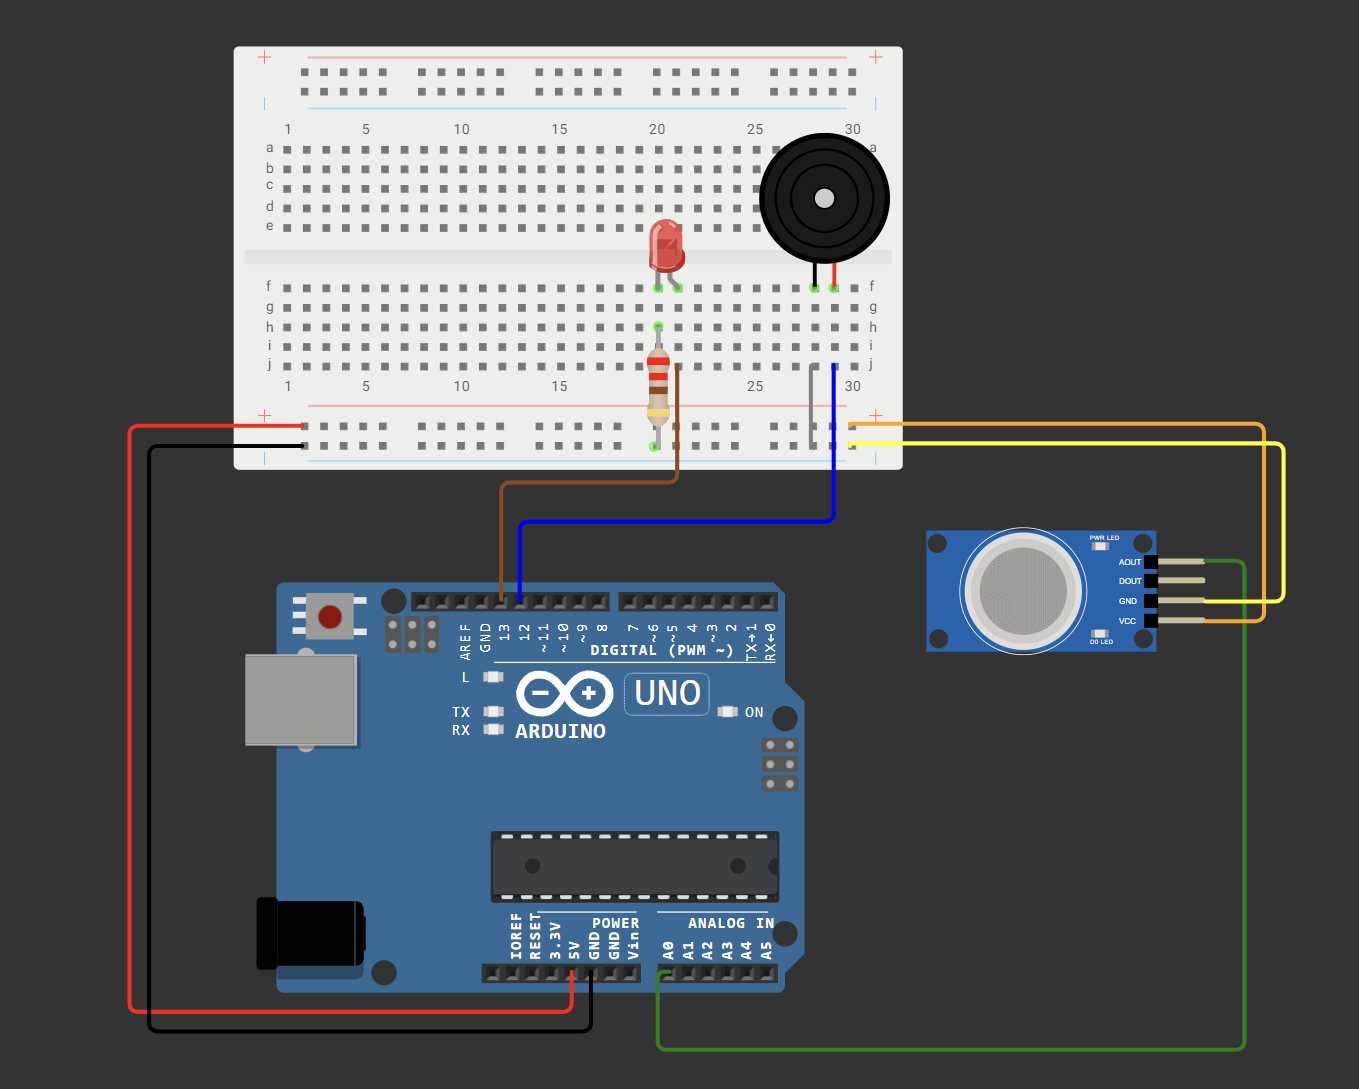 1 5 10 15 20 25 30
a a
b
c
d
e
f f
g g
h h
i i
j j
1 5 10 15 20 25 30
PWR LED
AOUT
DOUT
GND
VCC
DO LED
AREF GND 13 12 ~11 ~10 ~9 8 7 ~6 ~5 4 ~3 2 TX→1 RX←0
DIGITAL (PWM ~)
L
TX
RX
UNO
ON
ARDUINO
POWER
ANALOG IN
IOREF RESET 3.3V 5V GND GND Vin A0 A1 A2 A3 A4 A5